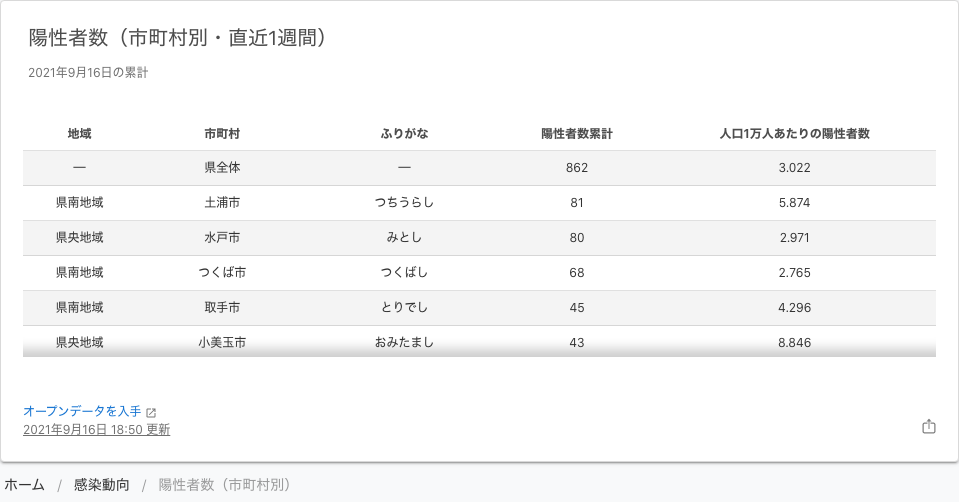 陽性者数（市町村別・直近1週間）
2021年9月16日の累計
地域 市町村 ふりがな 陽性者数累計 人口1万人あたりの陽性者数
— 県全体 — 862 3.022
県南地域 土浦市 つちうらし 81 5.874
県央地域 水戸市 みとし 80 2.971
県南地域 つくば市 つくばし 68 2.765
県南地域 取手市 とりでし 45 4.296
県央地域 小美玉市 おみたまし 43 8.846
オープンデータを入手
2021年9月16日 18:50 更新
ホーム / 感染動向 / 陽性者数（市町村別）